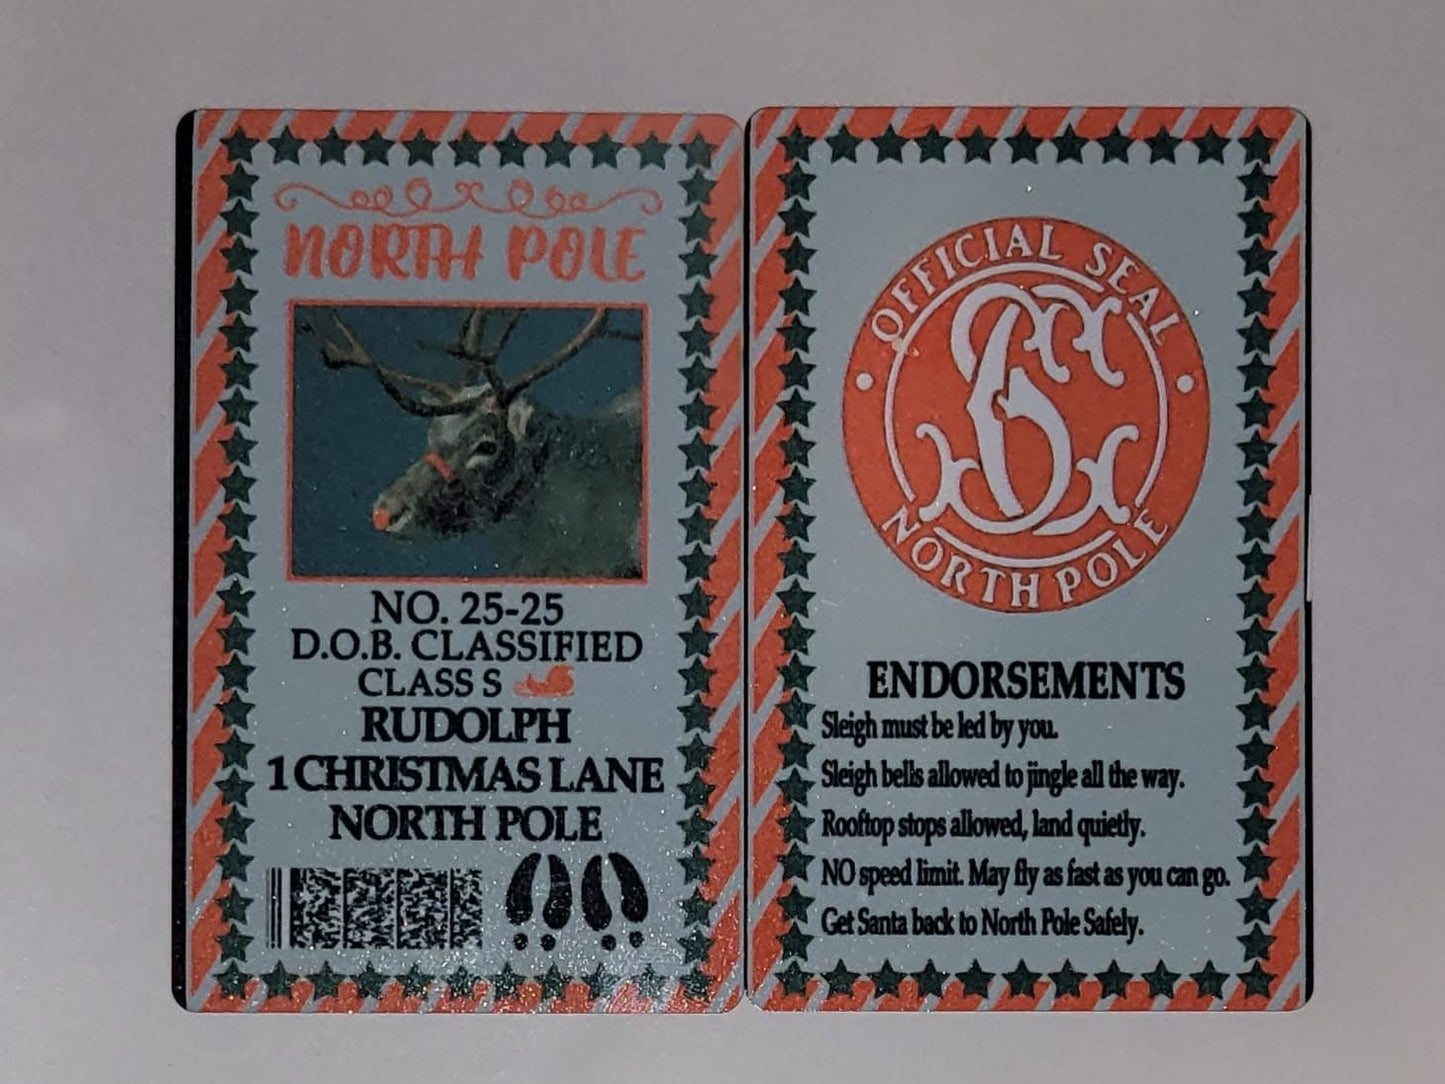 NORTH POLE
NO. 25-25
D.O.B. CLASSIFIED
CLASS S
RUDOLPH
1 CHRISTMAS LANE
NORTH POLE
OFFICIAL SEAL
SC
NORTH POLE
ENDORSEMENTS
Sleigh must be led by you.
Sleigh bells allowed to jingle all the way.
Rooftop stops allowed, land quietly.
NO speed limit. May fly as fast as you can go.
Get Santa back to North Pole Safely.